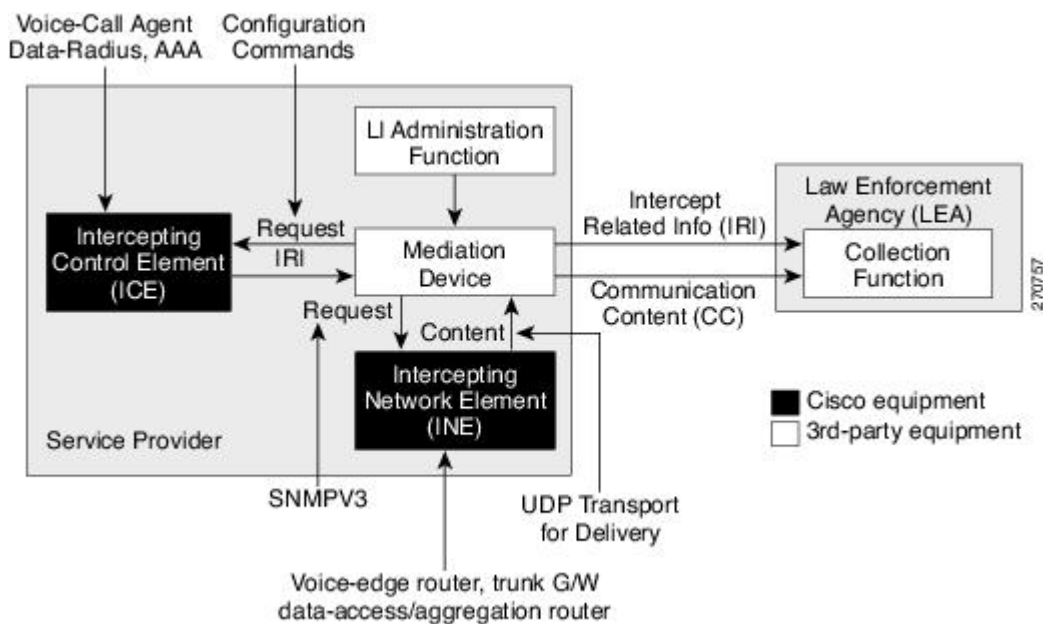 Voice-Call Agent
Data-Radius, AAA
Configuration
Commands
LI Administration
Function
Law Enforcement
Agency (LEA)
Intercepting
Control Element
(ICE)
Request
IRI
Mediation
Device
Intercept
Related Info (IRI)
Collection
Function
Communication
Content (CC)
Request
Content
Intercepting
Network Element
(INE)
Service Provider
Cisco equipment
3rd-party equipment
270757
SNMPV3
UDP Transport
for Delivery
Voice-edge router, trunk G/W
data-access/aggregation router